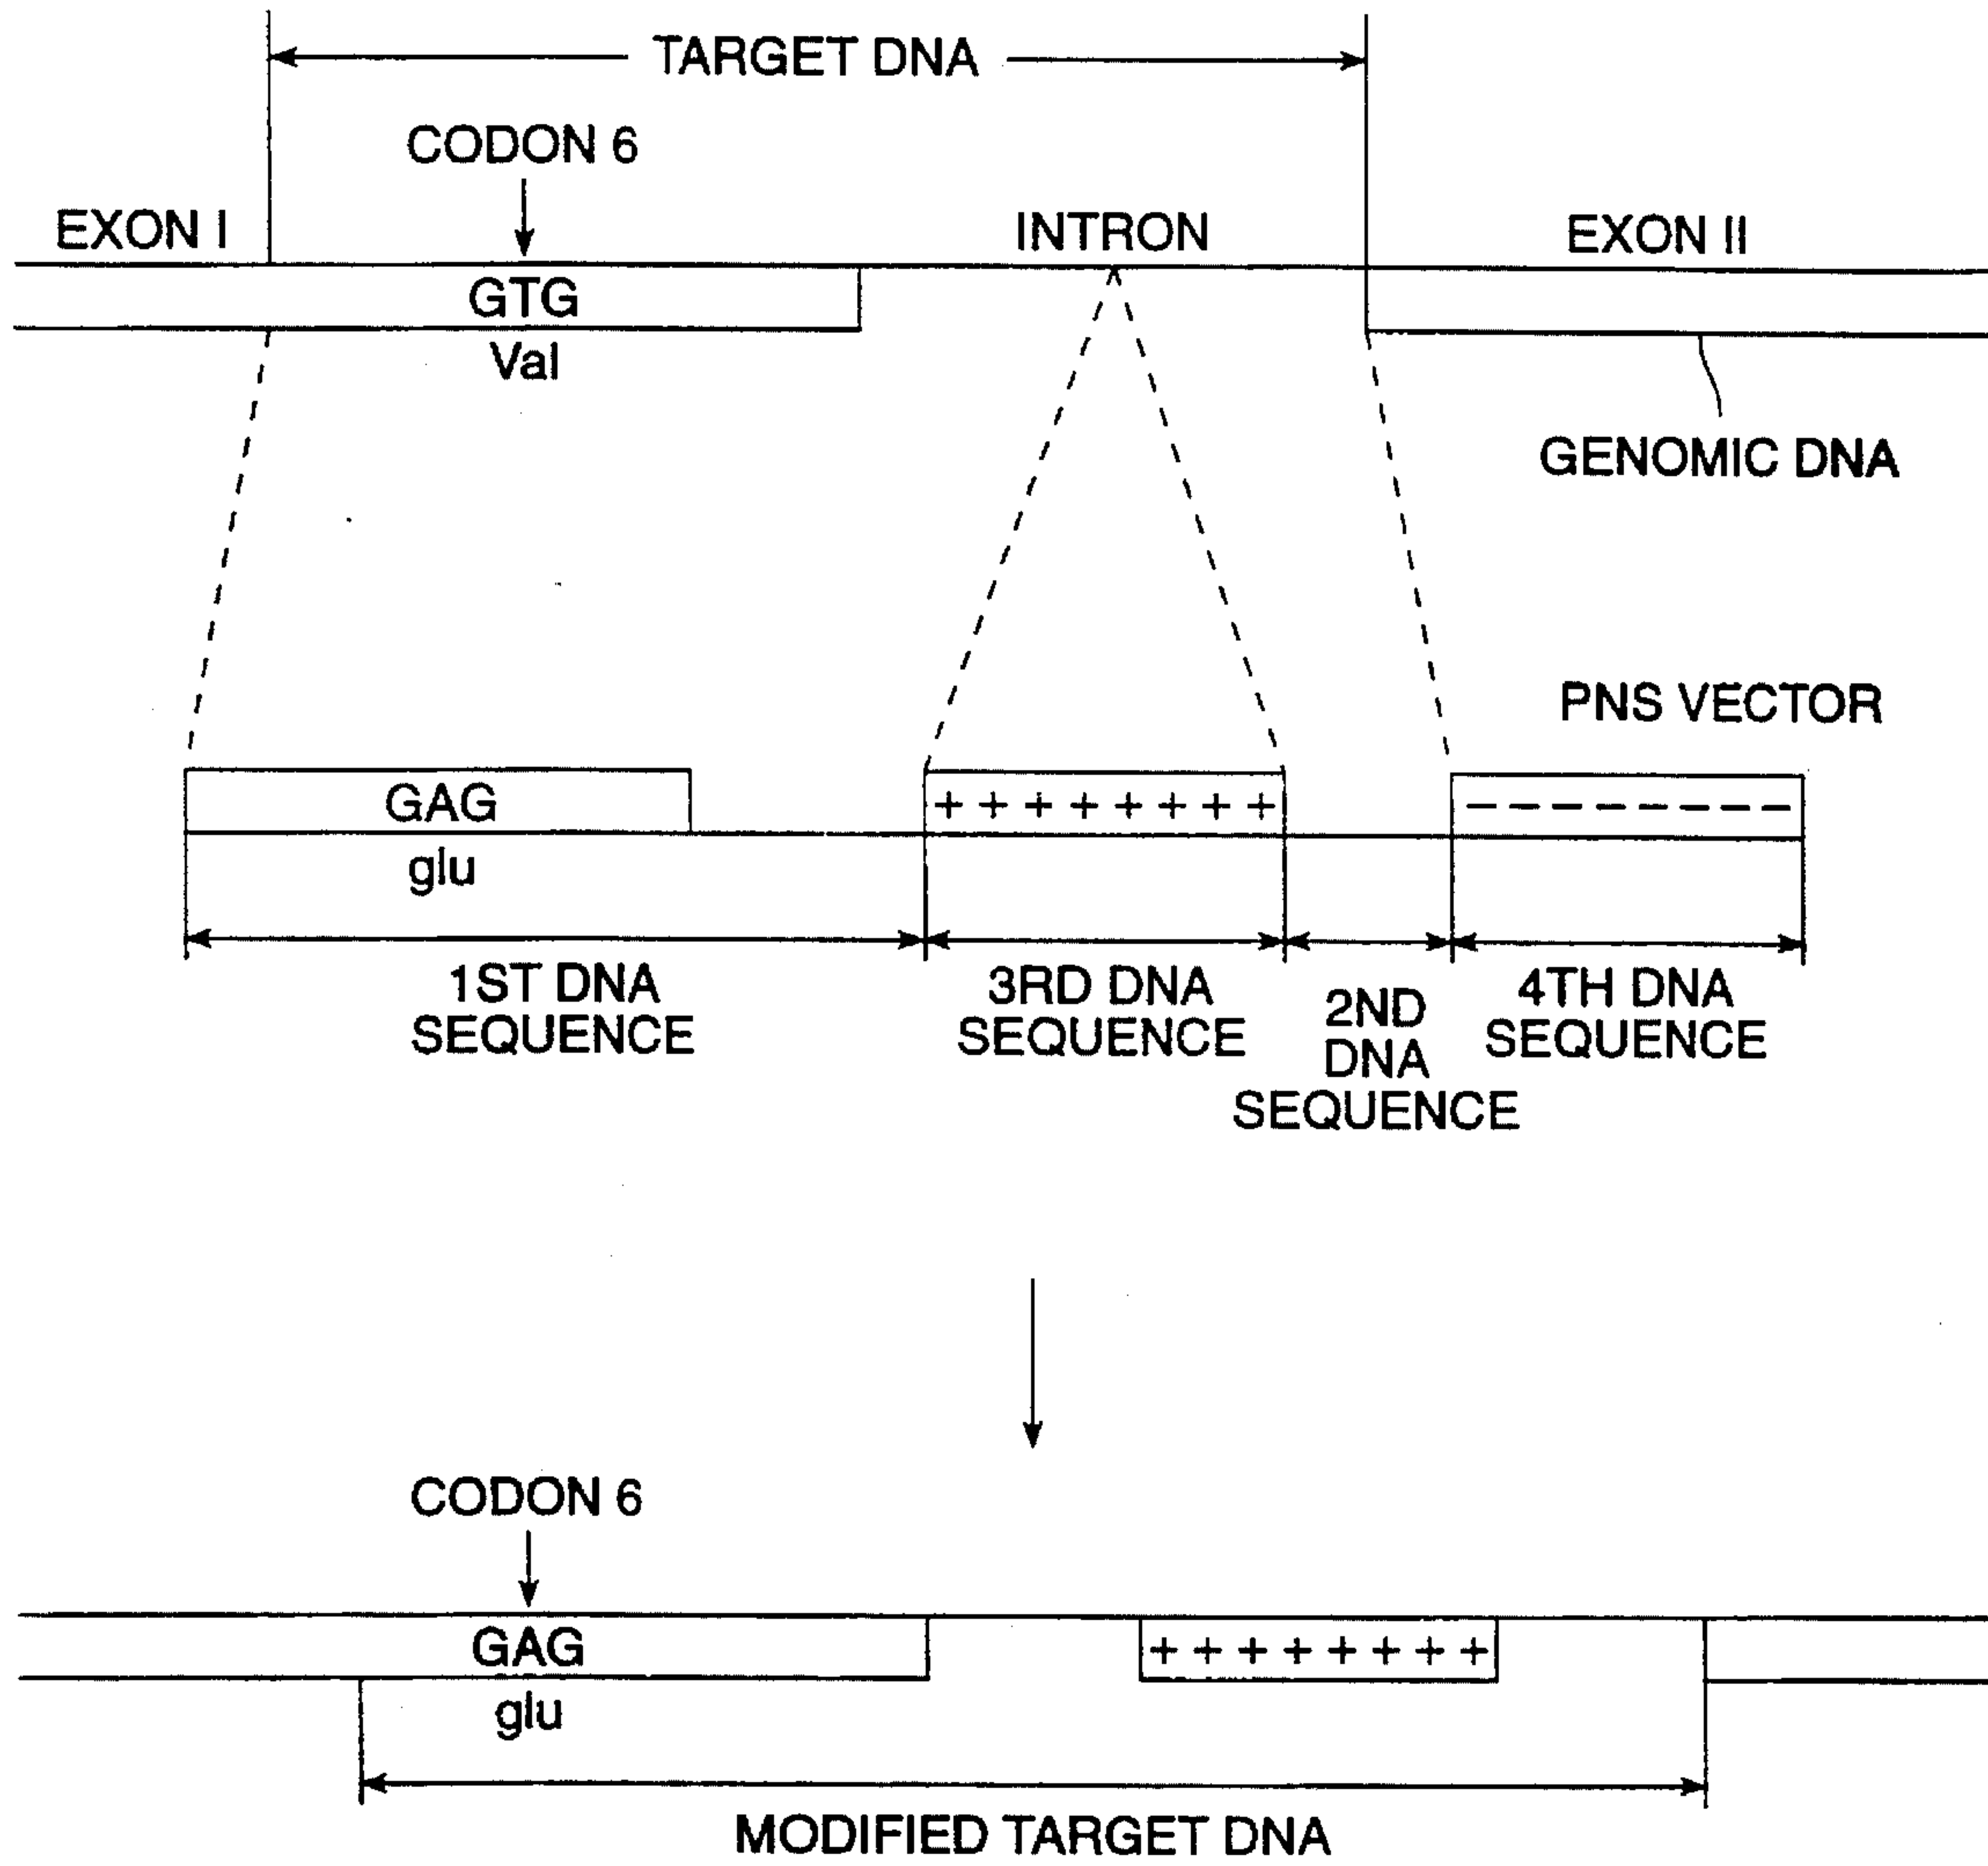 TARGET DNA
CODON 6
EXON I
INTRON
EXON II
GTG
Val
GENOMIC DNA
PNS VECTOR
GAG
+ + + + + + + +
– – – – – – – –
glu
1ST DNA
SEQUENCE
3RD DNA
SEQUENCE
2ND
DNA
SEQUENCE
4TH DNA
SEQUENCE
CODON 6
GAG
+ + + + + + + +
glu
MODIFIED TARGET DNA